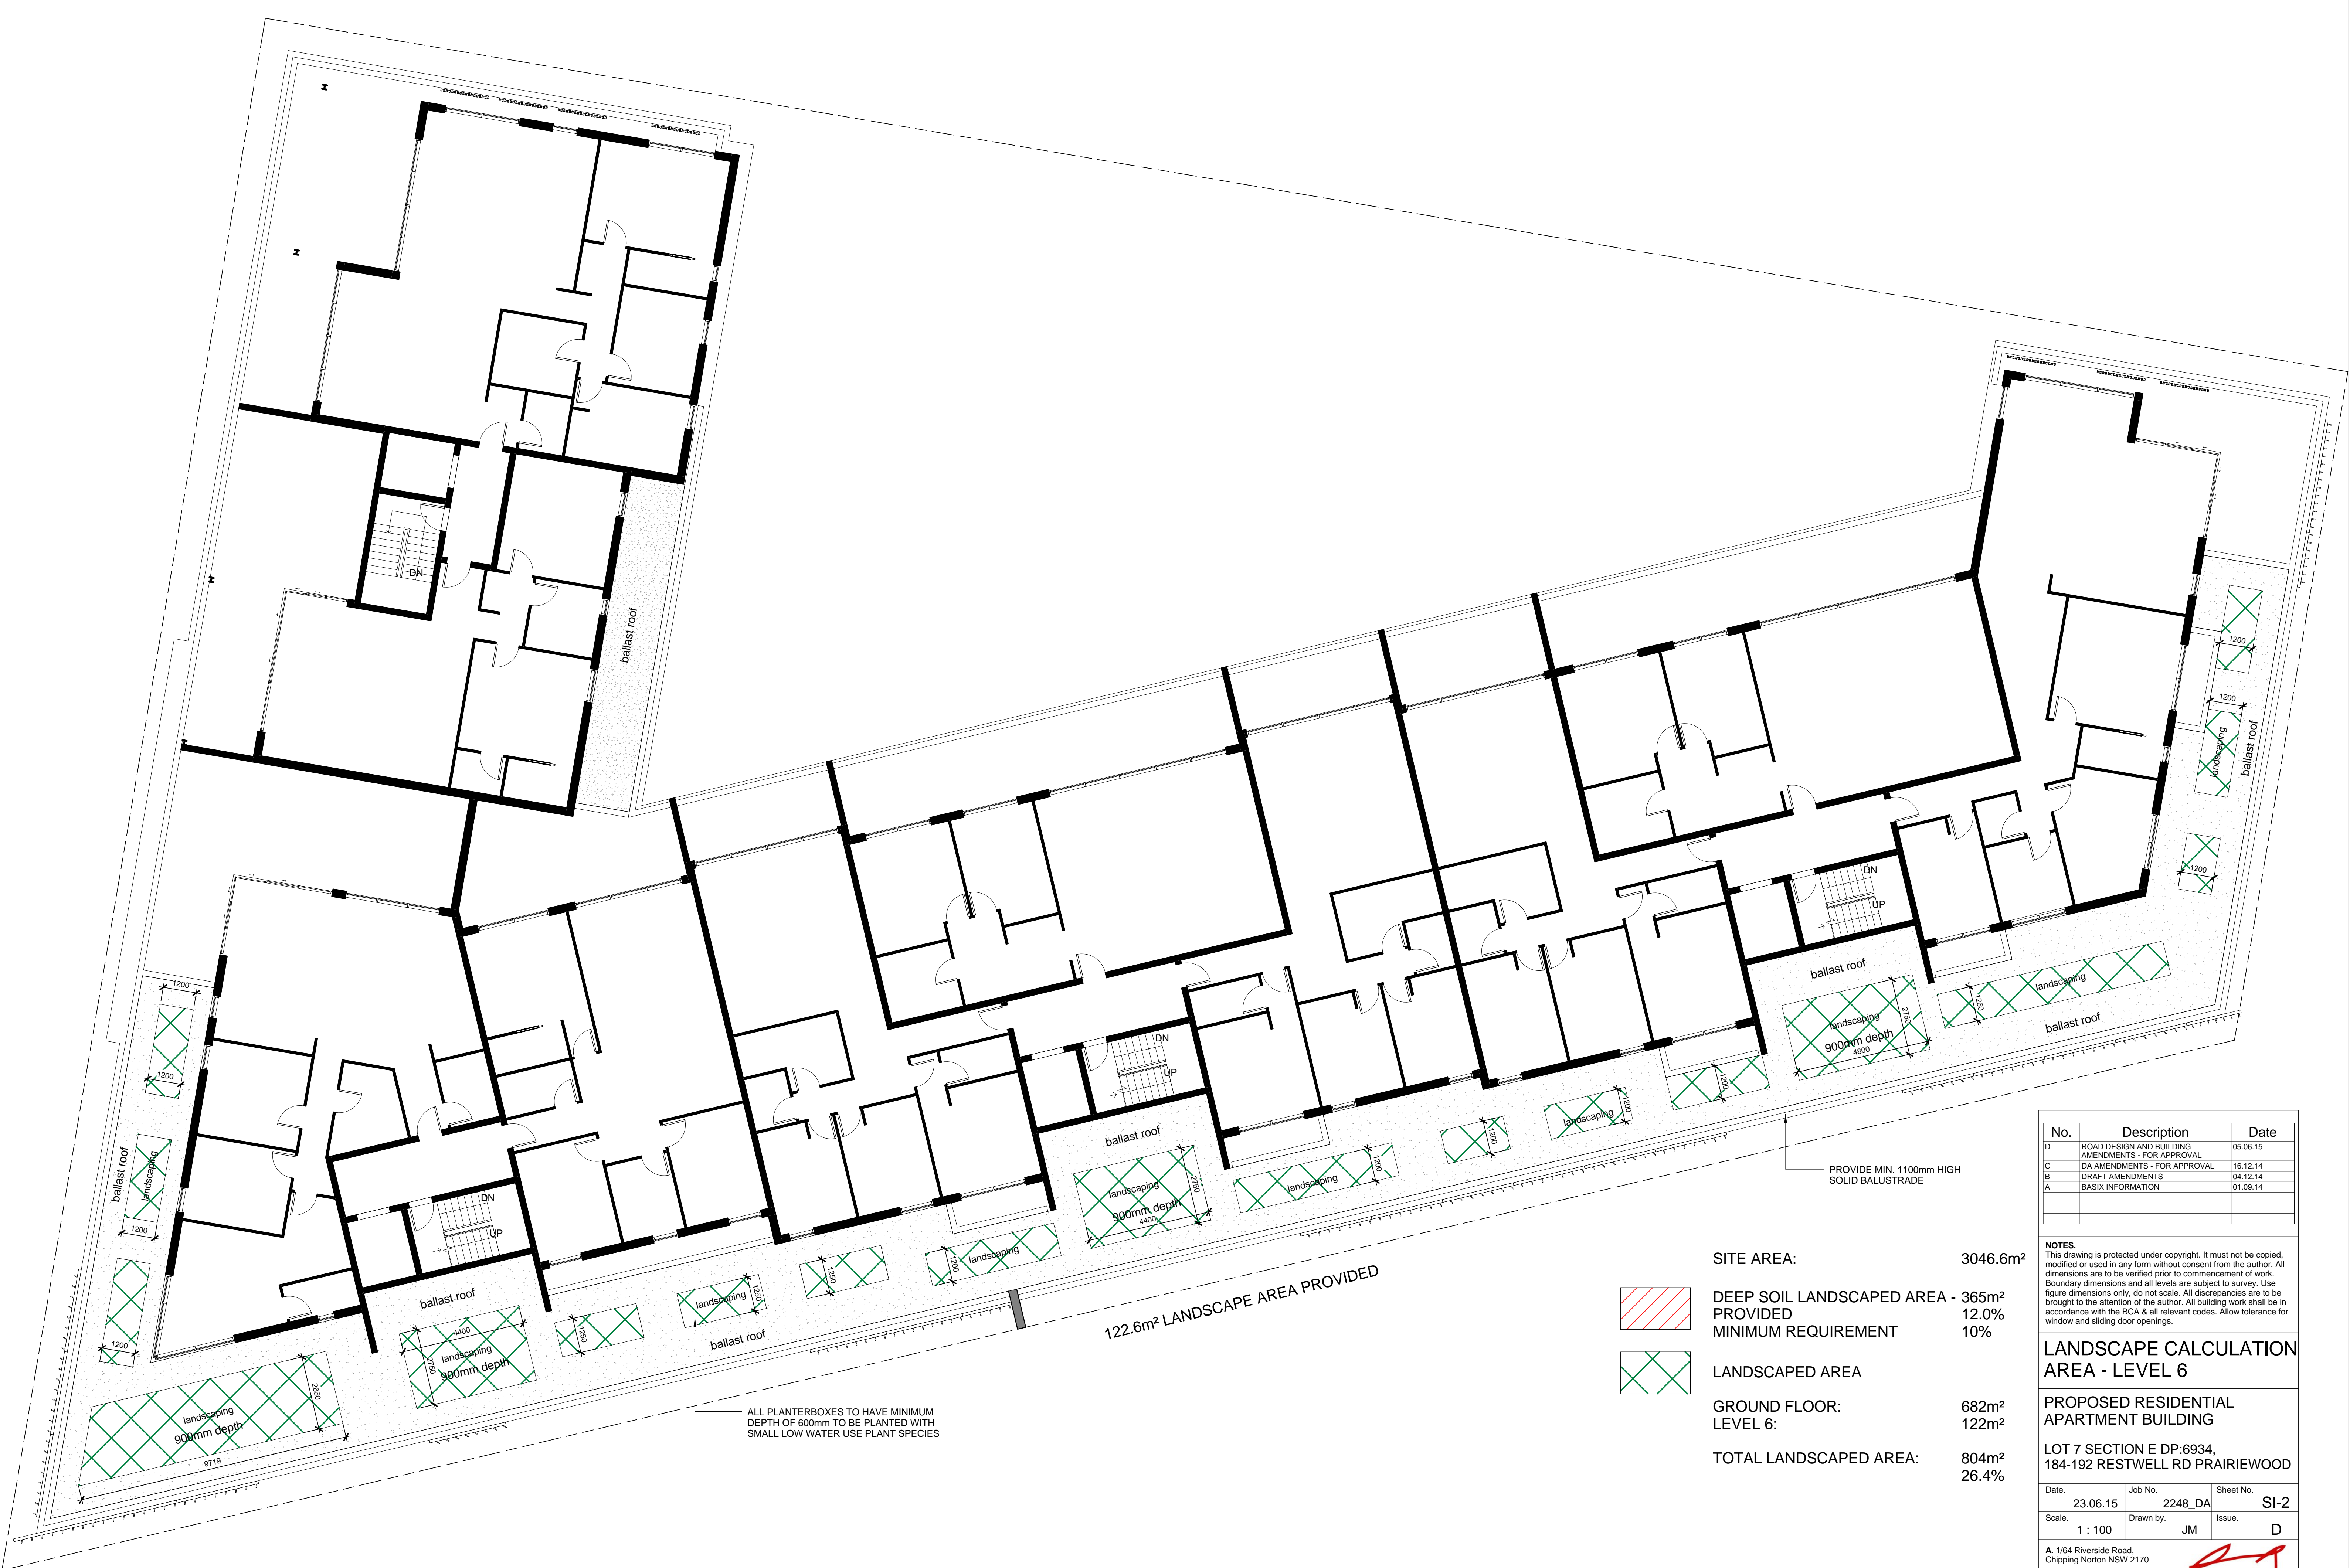 DN
ballast roof
1200
1200
landscaping
ballast roof
1200
1200
1200
landscaping
ballast roof
1200
1200
DN
UP
DN
UP
DN
UP
ballast roof
landscaping
900mm depth
4400
2750
landscaping
900mm depth
2650
9719
1250
landscaping
1250
ballast roof
1250
1200
landscaping
ballast roof
landscaping
900mm depth
4400
2750
landscaping
1200
1200
landscaping
1200
1200
ballast roof
landscaping
900mm depth
4800
2750
1250
landscaping
ballast roof
ALL PLANTERBOXES TO HAVE MINIMUM
DEPTH OF 600mm TO BE PLANTED WITH
SMALL LOW WATER USE PLANT SPECIES
122.6m² LANDSCAPE AREA PROVIDED
PROVIDE MIN. 1100mm HIGH
SOLID BALUSTRADE
SITE AREA: 3046.6m²
DEEP SOIL LANDSCAPED AREA - 365m²
PROVIDED 12.0%
MINIMUM REQUIREMENT 10%
LANDSCAPED AREA
GROUND FLOOR: 682m²
LEVEL 6: 122m²
TOTAL LANDSCAPED AREA: 804m²
26.4%
No. Description Date
D ROAD DESIGN AND BUILDING AMENDMENTS - FOR APPROVAL 05.06.15
C DA AMENDMENTS - FOR APPROVAL 16.12.14
B DRAFT AMENDMENTS 04.12.14
A BASIX INFORMATION 01.09.14
NOTES.
This drawing is protected under copyright. It must not be copied,
modified or used in any form without consent from the author. All
dimensions are to be verified prior to commencement of work.
Boundary dimensions and all levels are subject to survey. Use
figure dimensions only, do not scale. All discrepancies are to be
brought to the attention of the author. All building work shall be in
accordance with the BCA & all relevant codes. Allow tolerance for
window and sliding door openings.
LANDSCAPE CALCULATION
AREA - LEVEL 6
PROPOSED RESIDENTIAL
APARTMENT BUILDING
LOT 7 SECTION E DP:6934,
184-192 RESTWELL RD PRAIRIEWOOD
Date. Job No. Sheet No.
23.06.15 2248_DA SI-2
Scale. Drawn by. Issue.
1 : 100 JM D
A. 1/64 Riverside Road,
Chipping Norton NSW 2170